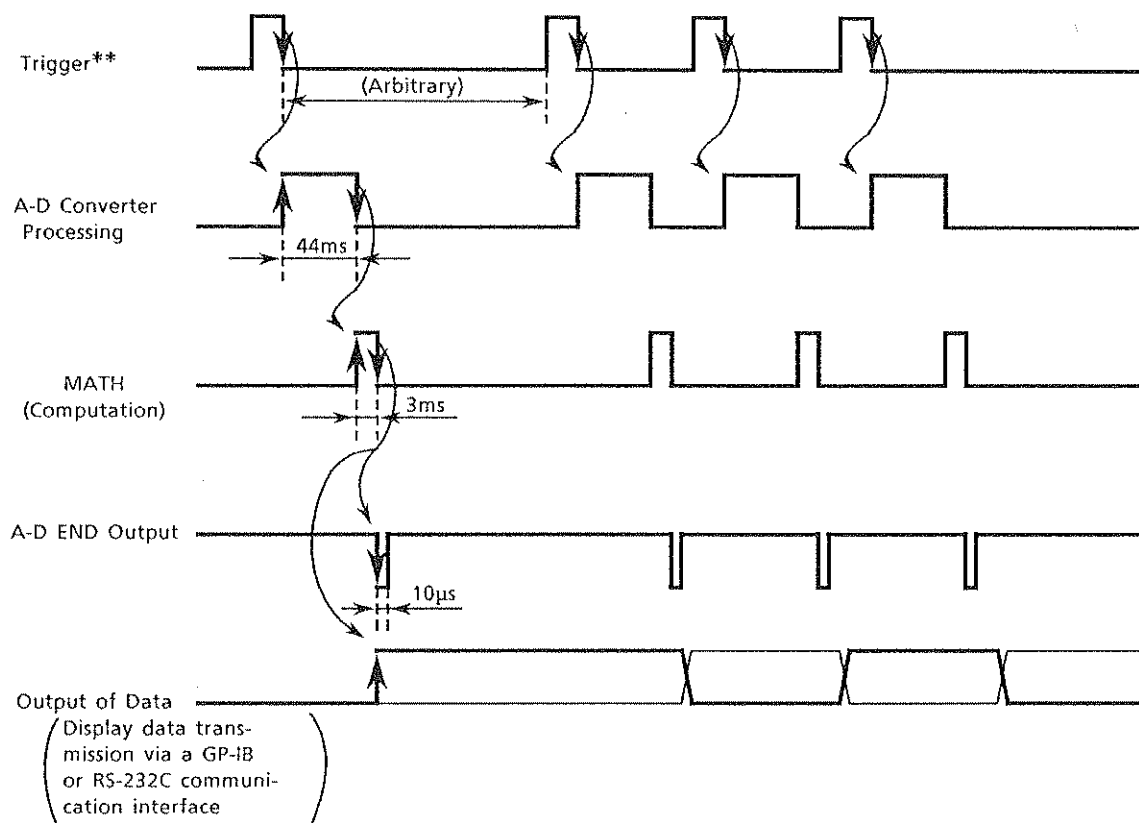 Trigger**
(Arbitrary)
A-D Converter
Processing
44ms
MATH
(Computation)
3ms
A-D END Output
10µs
Output of Data
Display data trans-
mission via a GP-IB
or RS-232C communi-
cation interface